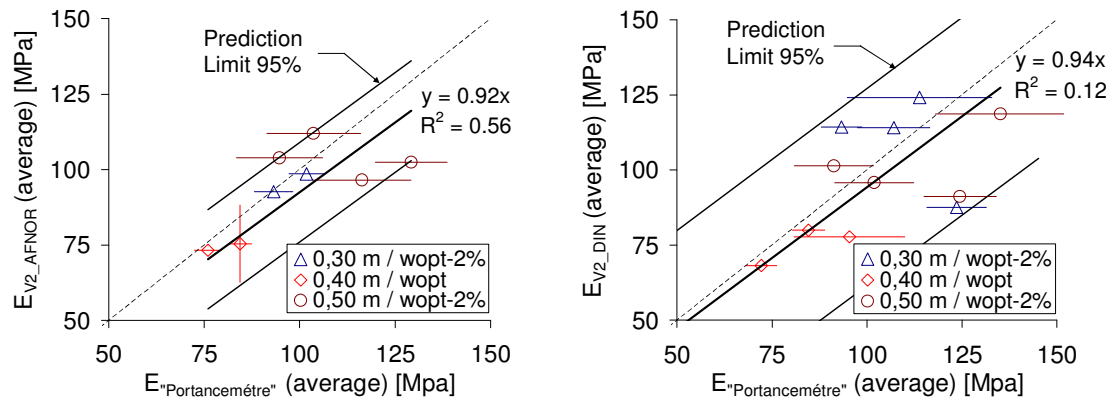 E_V2_AFNOR (average) [MPa]
150
125
100
75
50
Prediction
Limit 95%
y = 0.92x
R² = 0.56
0,30 m / wopt-2%
0,40 m / wopt
0,50 m / wopt-2%
50 75 100 125 150
E"Portancemétre" (average) [Mpa]
E_V2_DIN (average) [MPa]
150
125
100
75
50
Prediction
Limit 95%
y = 0.94x
R² = 0.12
0,30 m / wopt-2%
0,40 m / wopt
0,50 m / wopt-2%
50 75 100 125 150
E"Portancemétre" (average) [Mpa]